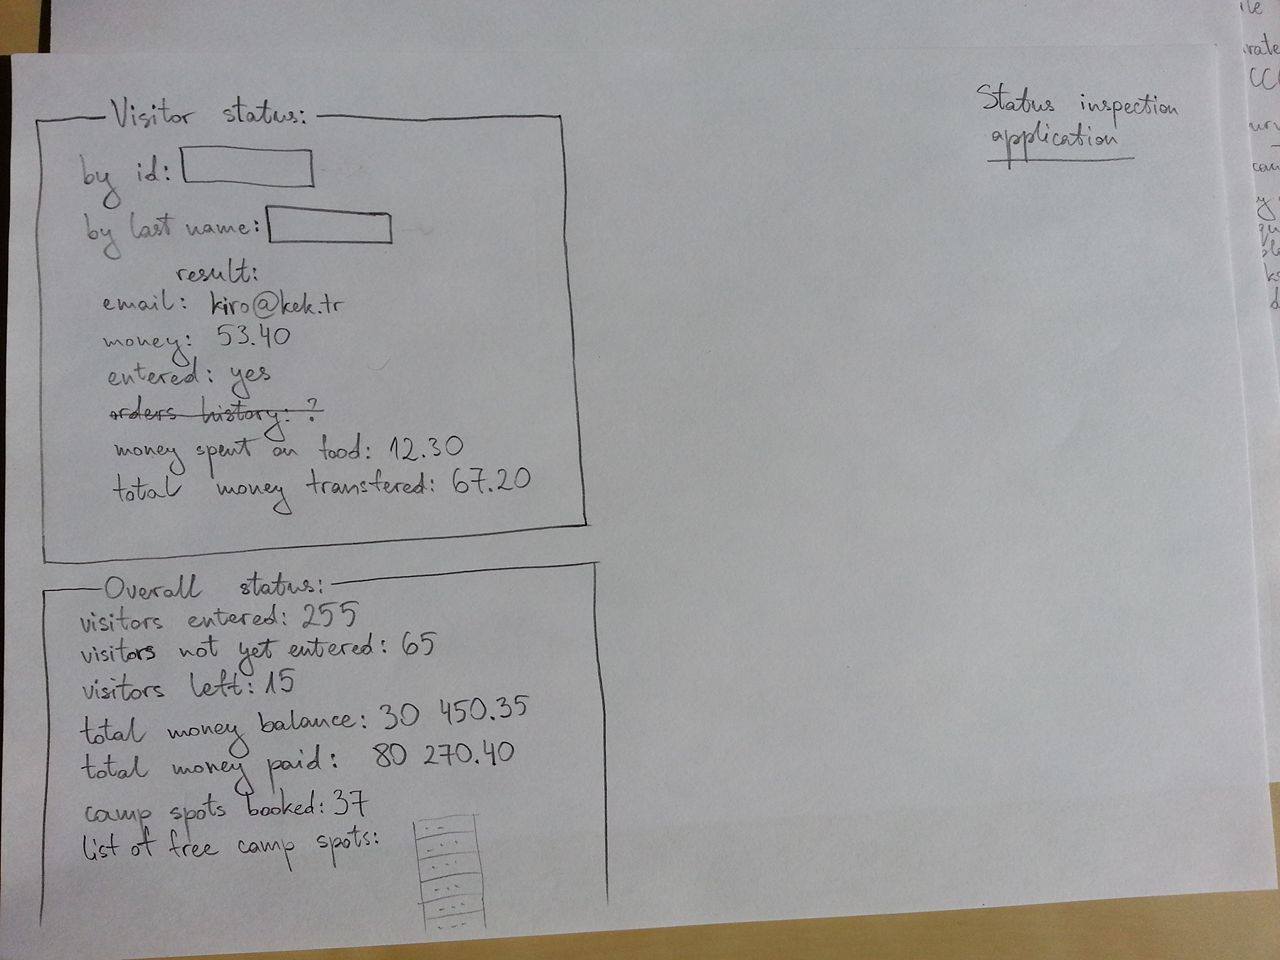 Status inspection
application
Visitor status:
by id:
by last name:
result:
email: kiro@kek.tr
money: 53.40
entered: yes
orders history: ?
money spent on food: 12.30
total money transfered: 67.20
Overall status:
visitors entered: 255
visitors not yet entered: 65
visitors left: 15
total money balance: 30 450.35
total money paid: 80 270.40
camp spots booked: 37
list of free camp spots: